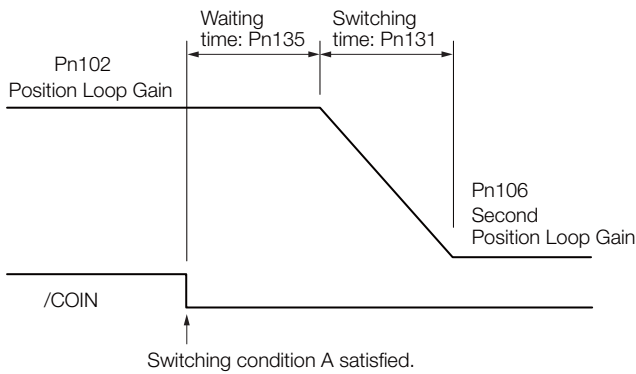 Waiting
time: Pn135
Switching
time: Pn131
Pn102
Position Loop Gain
Pn106
Second
Position Loop Gain
/COIN
Switching condition A satisfied.